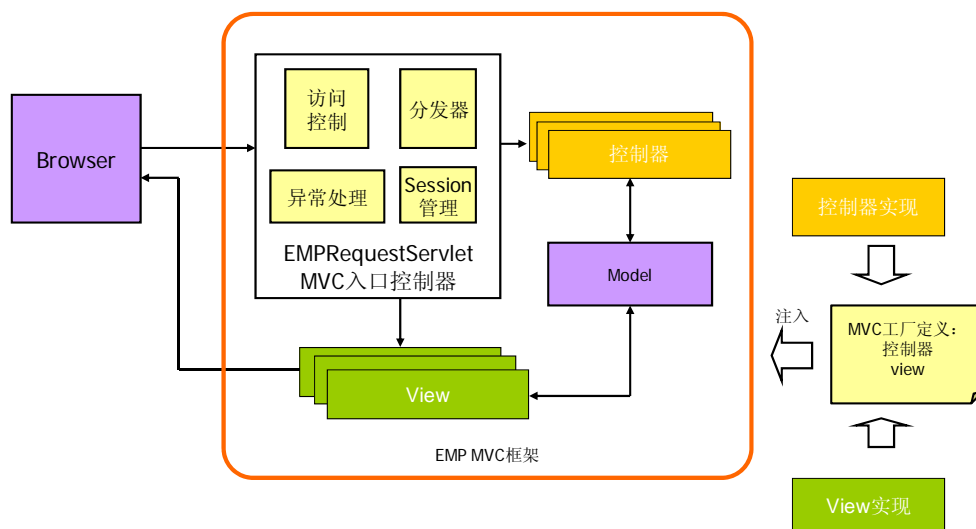 访问
控制
分发器
Browser
控制器
异常处理
Session
管理
EMPRequestServlet
MVC入口控制器
控制器实现
Model
注入
MVC工厂定义：
控制器
view
View
EMP MVC框架
View实现